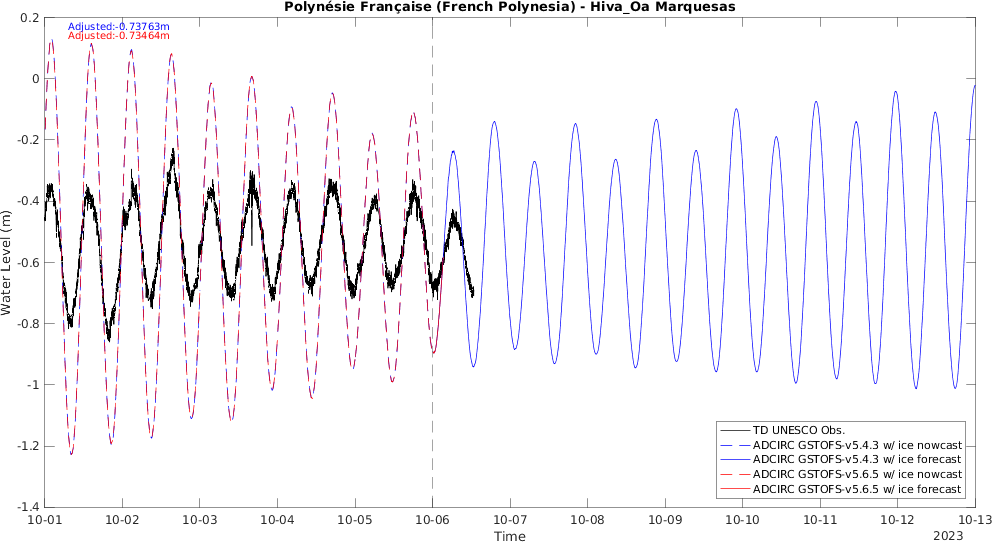 Polynésie Française (French Polynesia) - Hiva_Oa Marquesas
Adjusted:-0.73763m
Adjusted:-0.73464m
Water Level (m)
0.2
0
-0.2
-0.4
-0.6
-0.8
-1
-1.2
-1.4
TD UNESCO Obs.
ADCIRC GSTOFS-v5.4.3 w/ ice nowcast
ADCIRC GSTOFS-v5.4.3 w/ ice forecast
ADCIRC GSTOFS-v5.6.5 w/ ice nowcast
ADCIRC GSTOFS-v5.6.5 w/ ice forecast
10-01 10-02 10-03 10-04 10-05 10-06 10-07 10-08 10-09 10-10 10-11 10-12 10-13
Time
2023